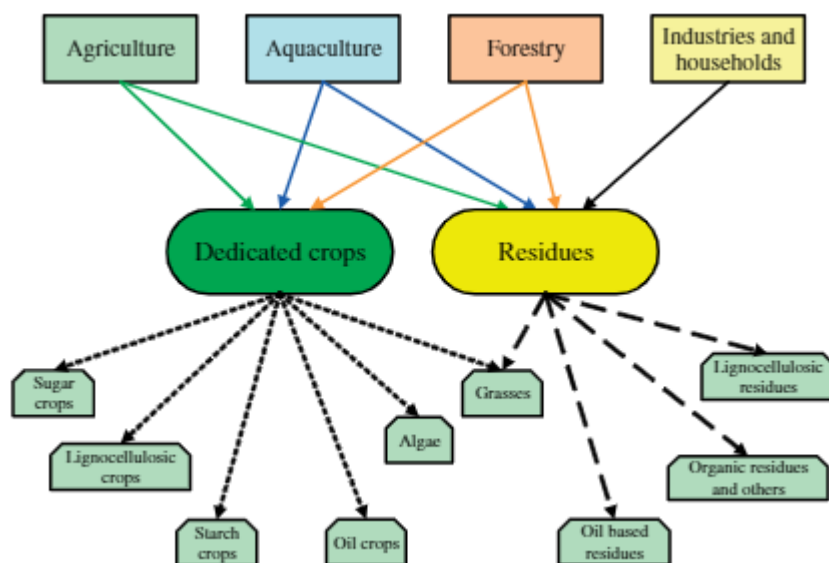 Agriculture
Aquaculture
Forestry
Industries and
households
Dedicated crops
Residues
Sugar
crops
Lignocellulosic
crops
Starch
crops
Oil crops
Algae
Grasses
Oil based
residues
Organic residues
and others
Lignocellulosic
residues